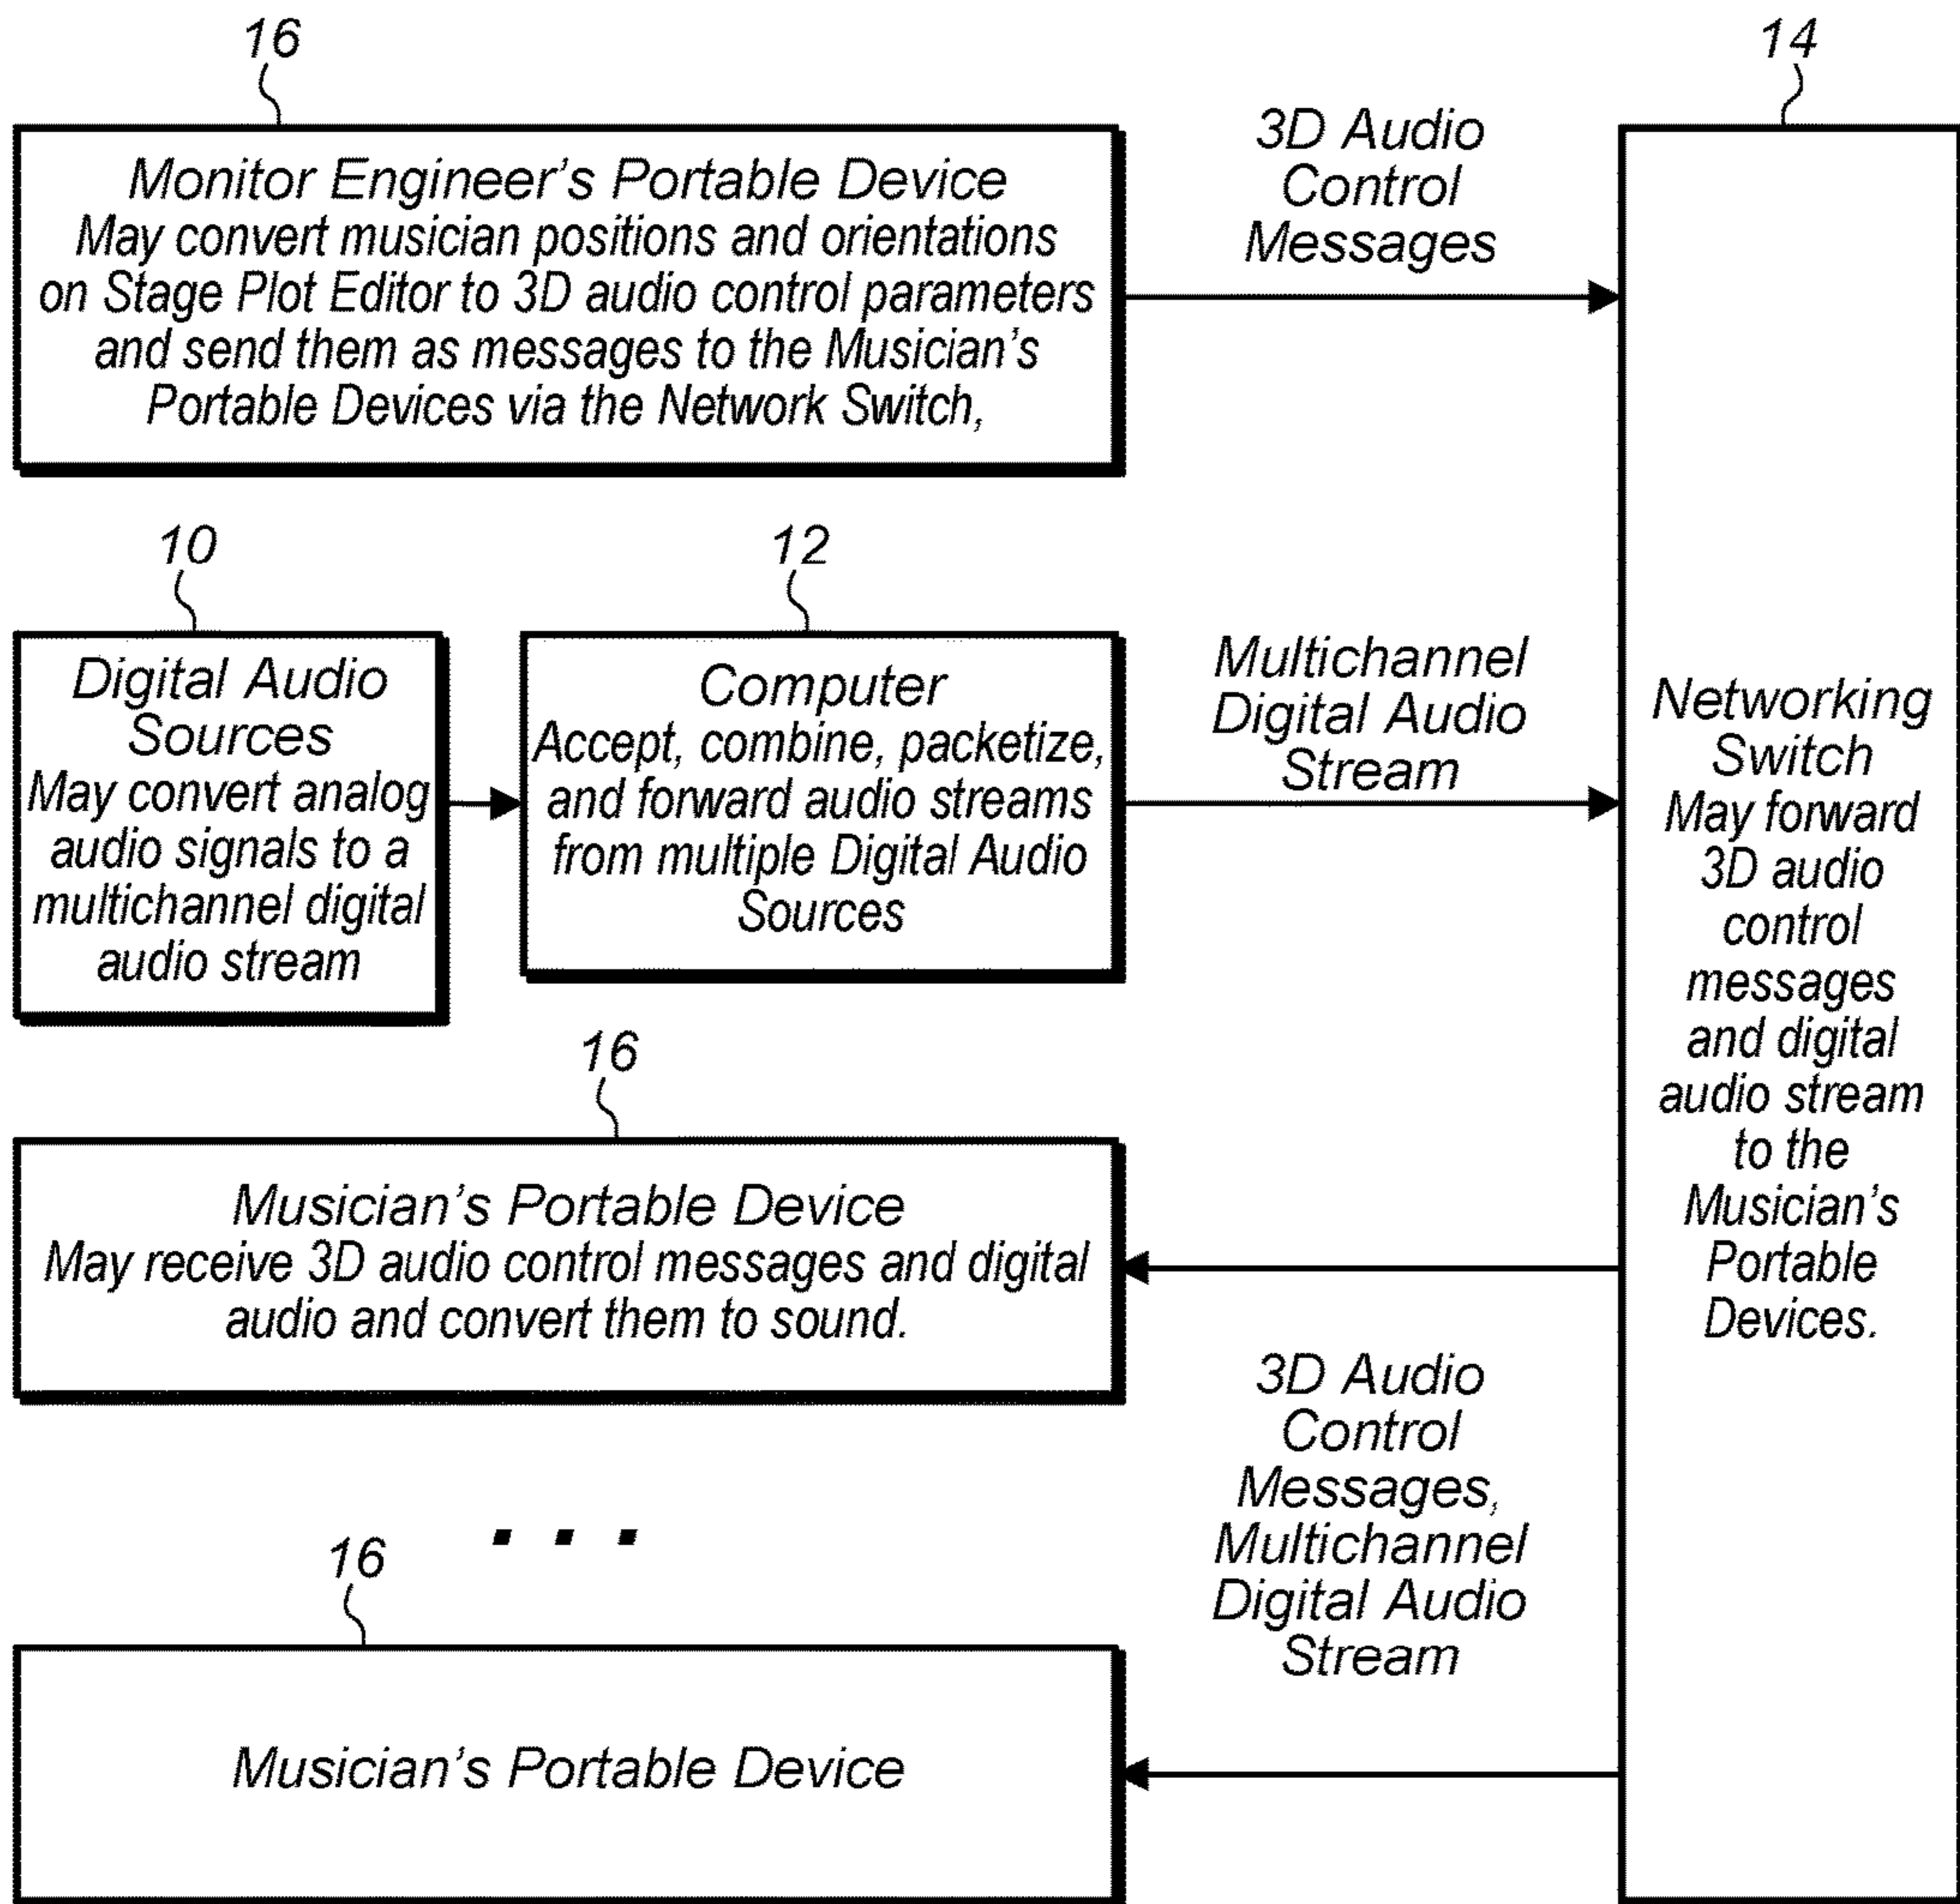 16
Monitor Engineer's Portable Device
May convert musician positions and orientations
on Stage Plot Editor to 3D audio control parameters
and send them as messages to the Musician's
Portable Devices via the Network Switch,
3D Audio
Control
Messages
14
10
Digital Audio
Sources
May convert analog
audio signals to a
multichannel digital
audio stream
12
Computer
Accept, combine, packetize,
and forward audio streams
from multiple Digital Audio
Sources
Multichannel
Digital Audio
Stream
Networking
Switch
May forward
3D audio
control
messages
and digital
audio stream
to the
Musician's
Portable
Devices.
16
Musician's Portable Device
May receive 3D audio control messages and digital
audio and convert them to sound.
3D Audio
Control
Messages,
Multichannel
Digital Audio
Stream
. . .
16
Musician's Portable Device